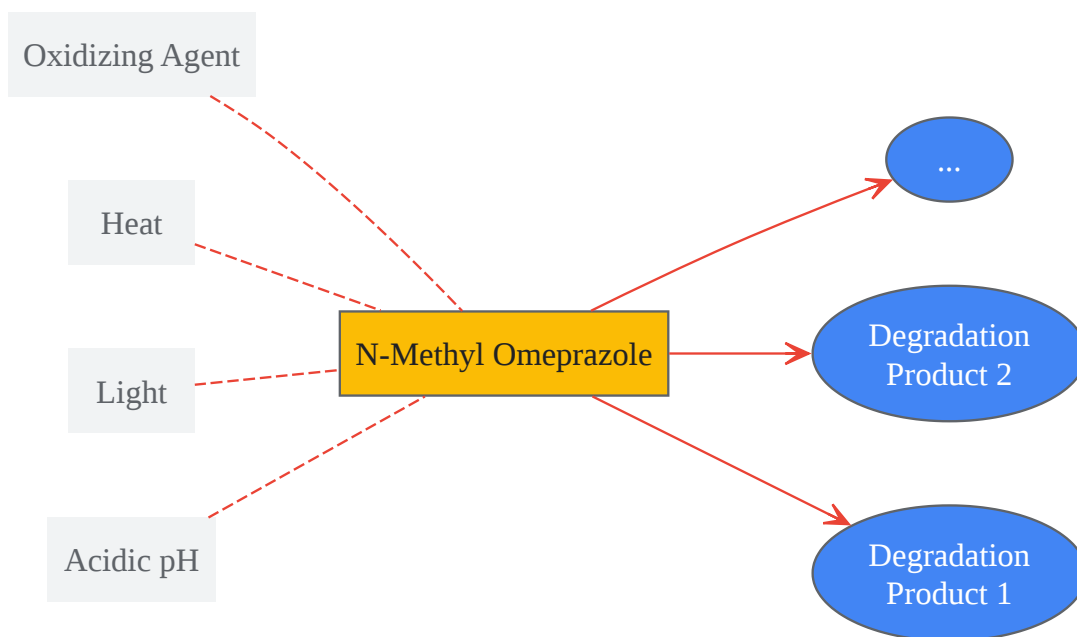 Oxidizing Agent
Heat
Light
Acidic pH
N-Methyl Omeprazole
...
Degradation
Product 2
Degradation
Product 1